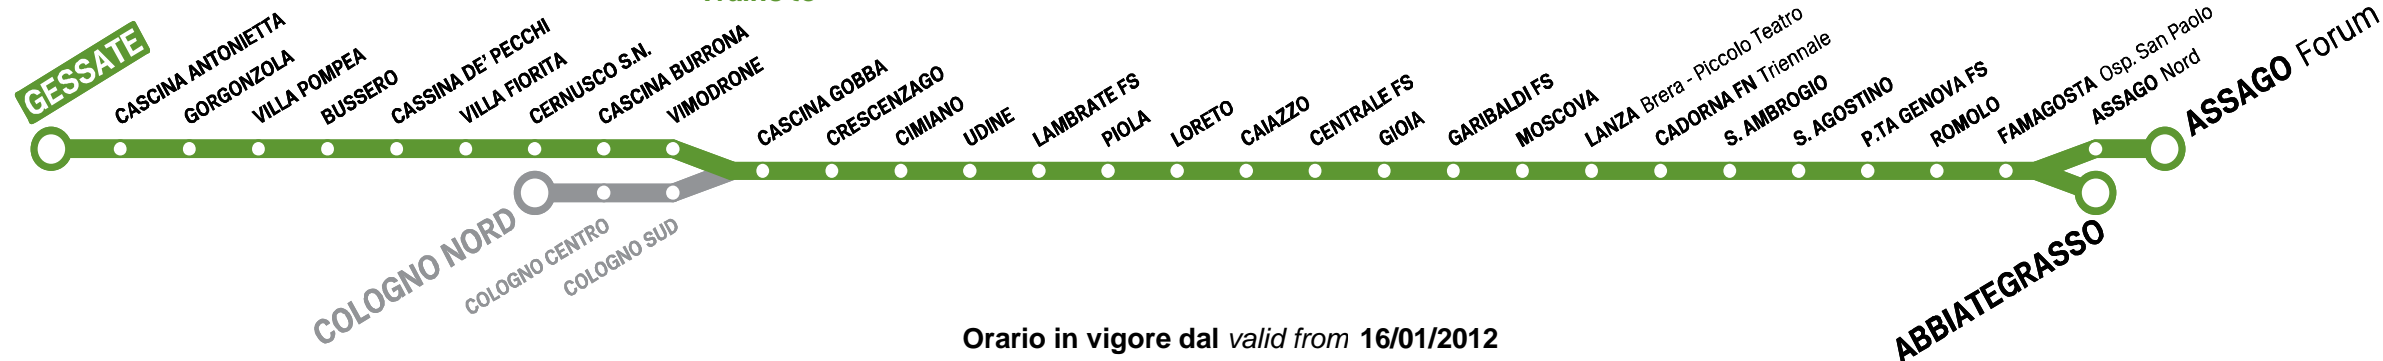 GESSATE
CASCINA ANTONIETTA
GORGONZOLA
VILLA POMPEA
BUSSERO
CASSINA DE' PECCHI
VILLA FIORITA
CERNUSCO S.N.
CASCINA BURRONA
VIMODRONE
CASCINA GOBBA
CRESCENZAGO
CIMIANO
UDINE
LAMBRATE FS
PIOLA
LORETO
CAIAZZO
CENTRALE FS
GIOIA
GARIBALDI FS
MOSCOVA
LANZA Brera - Piccolo Teatro
CADORNA FN Triennale
S. AMBROGIO
S. AGOSTINO
P.TA GENOVA FS
ROMOLO
FAMAGOSTA Osp. San Paolo
ASSAGO Nord
ASSAGO Forum
COLOGNO NORD
COLOGNO CENTRO
COLOGNO SUD
ABBIATEGRASSO
Orario in vigore dal valid from 16/01/2012